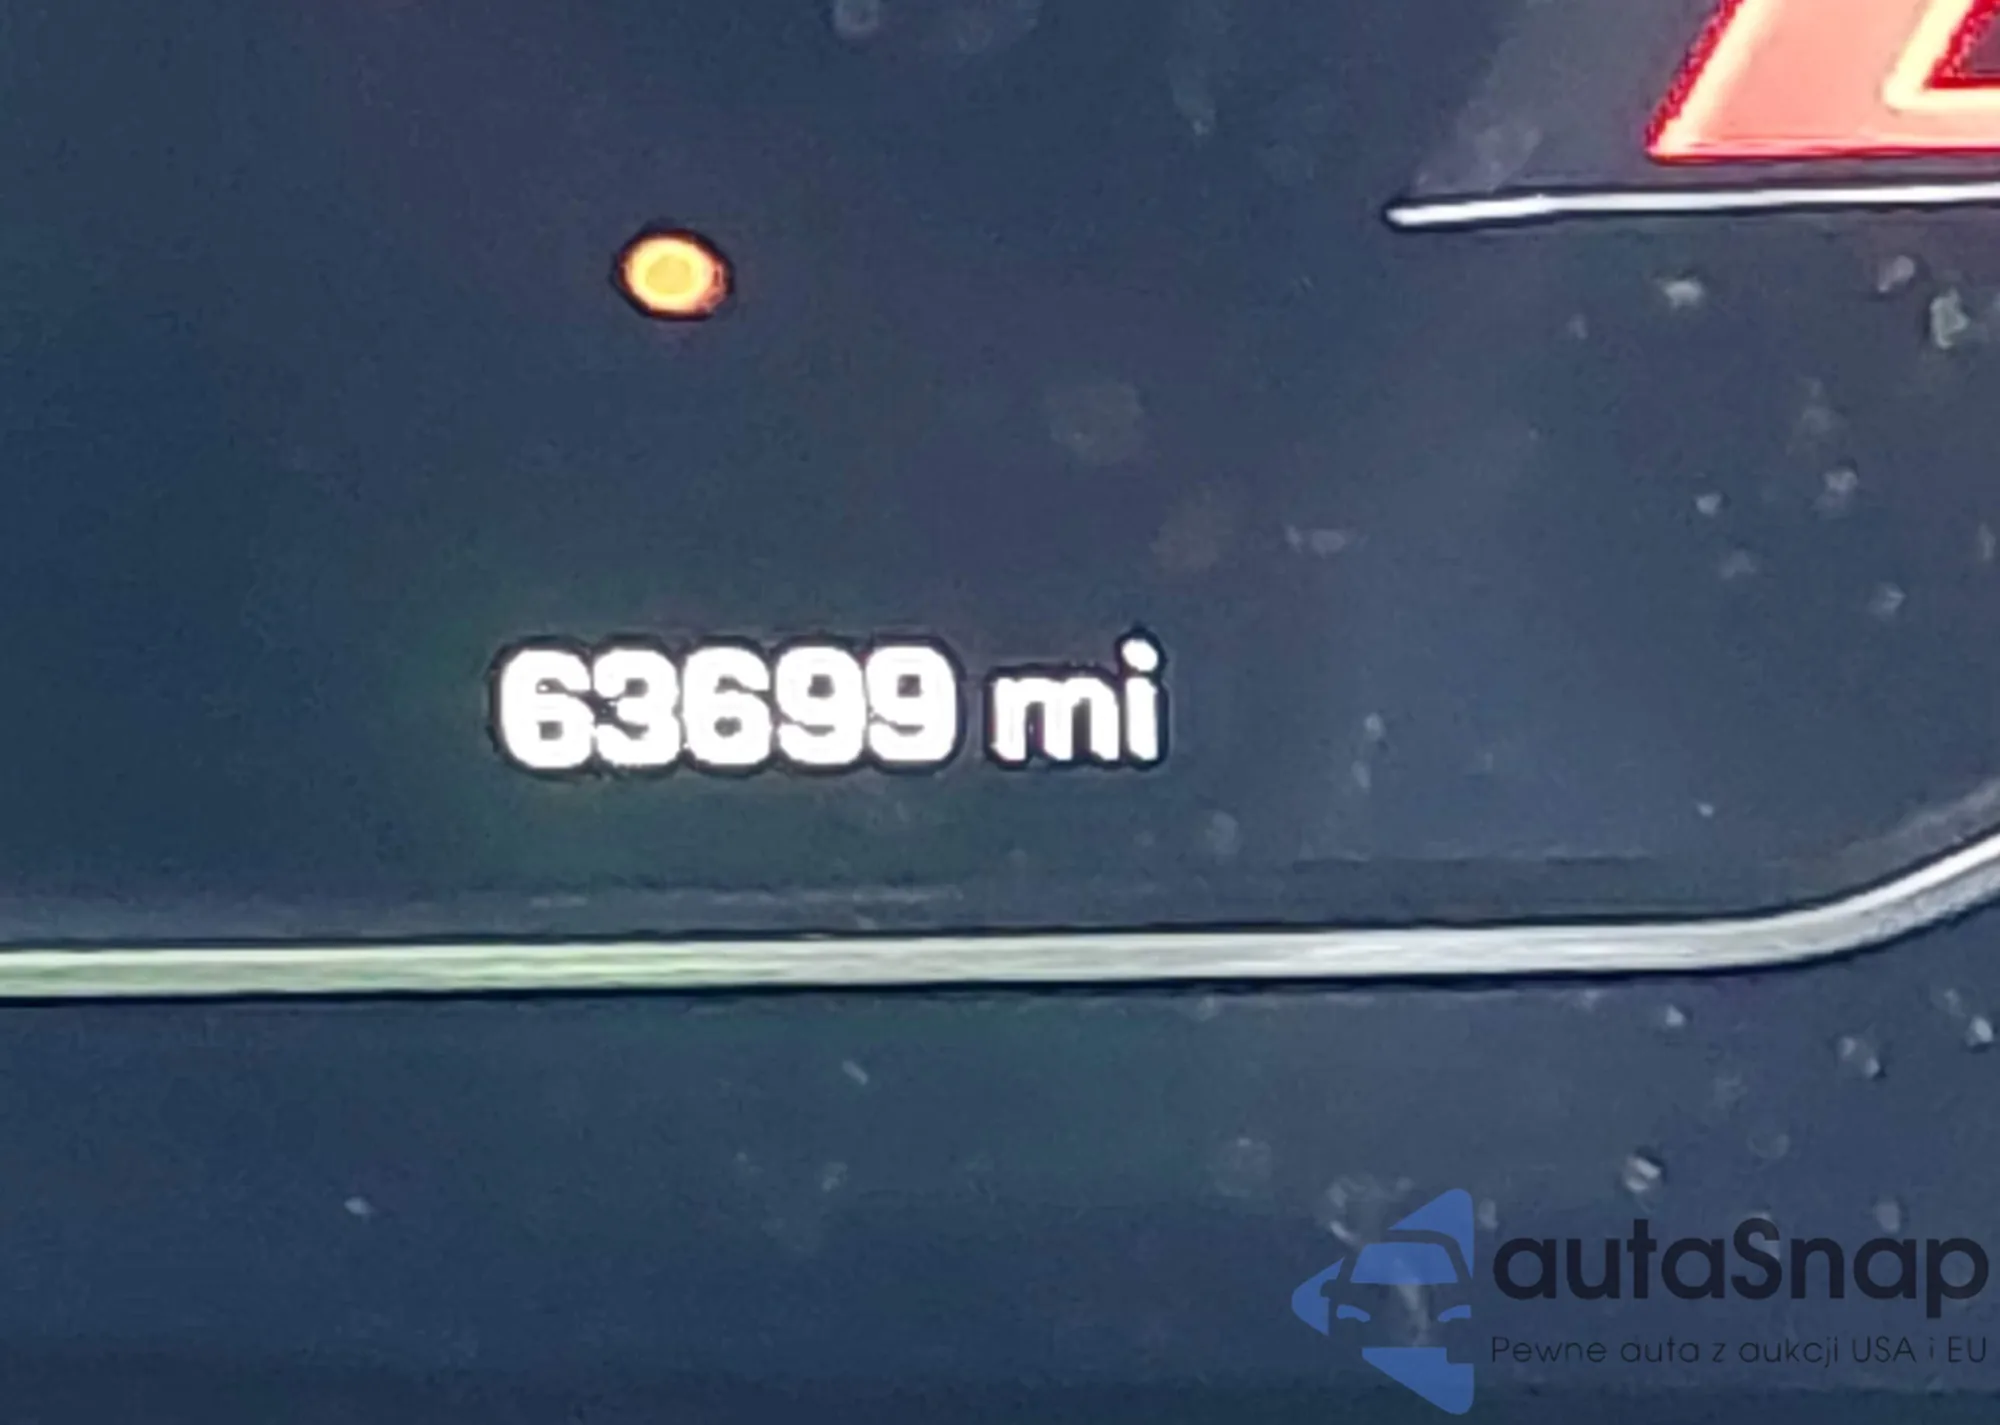 63699 mi
autaSnap
Pewne auta z aukcji USA i EU